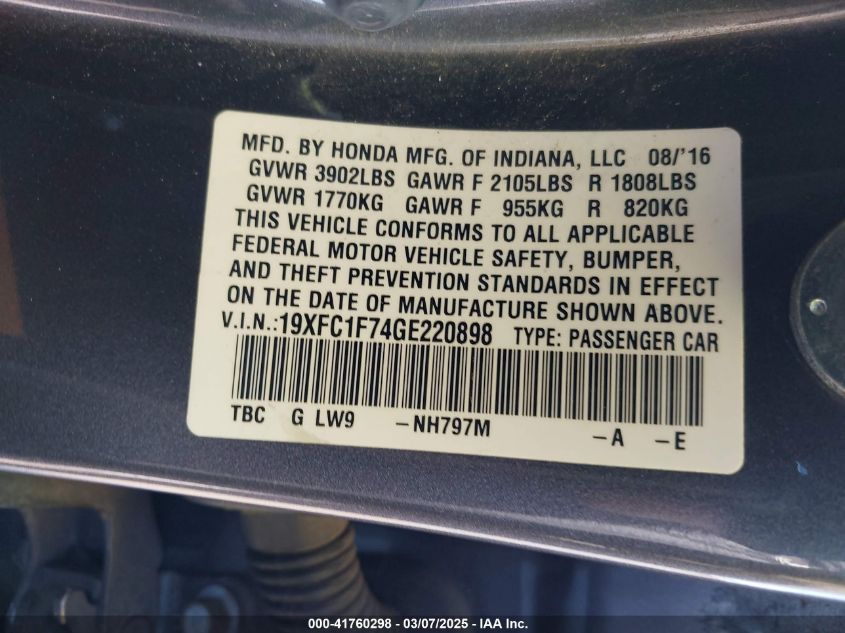 MFD. BY HONDA MFG. OF INDIANA, LLC 08/'16
GVWR 3902LBS GAWR F 2105LBS R 1808LBS
GVWR 1770KG GAWR F 955KG R 820KG
THIS VEHICLE CONFORMS TO ALL APPLICABLE
FEDERAL MOTOR VEHICLE SAFETY, BUMPER,
AND THEFT PREVENTION STANDARDS IN EFFECT
ON THE DATE OF MANUFACTURE SHOWN ABOVE.
V.I.N.:19XFC1F74GE220898 TYPE: PASSENGER CAR
TBC G LW9 -NH797M -A -E
000-41760298 - 03/07/2025 - IAA Inc.